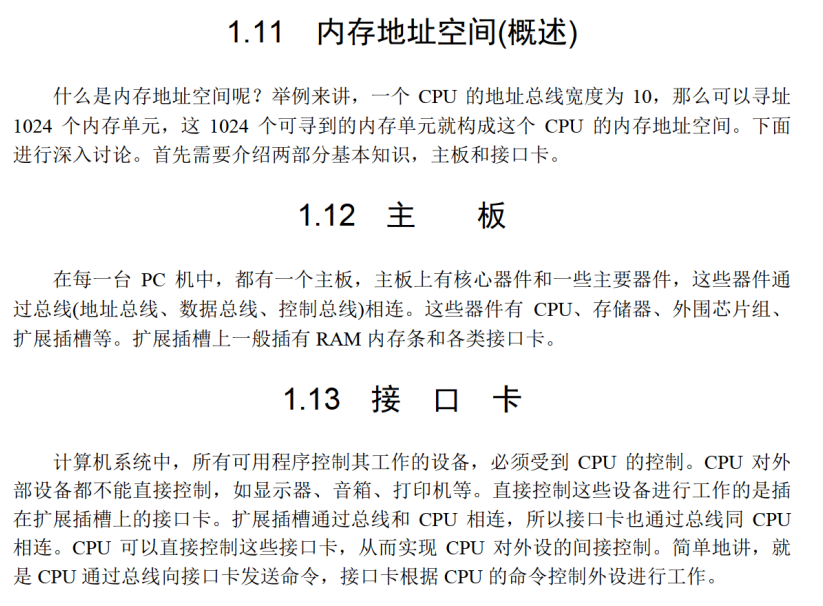 1.11 内存地址空间(概述)
什么是内存地址空间呢？举例来讲，一个 CPU 的地址总线宽度为 10，那么可以寻址
1024 个内存单元，这 1024 个可寻到的内存单元就构成这个 CPU 的内存地址空间。下面
进行深入讨论。首先需要介绍两部分基本知识，主板和接口卡。
1.12 主 板
在每一台 PC 机中，都有一个主板，主板上有核心器件和一些主要器件，这些器件通
过总线(地址总线、数据总线、控制总线)相连。这些器件有 CPU、存储器、外围芯片组、
扩展插槽等。扩展插槽上一般插有 RAM 内存条和各类接口卡。
1.13 接 口 卡
计算机系统中，所有可用程序控制其工作的设备，必须受到 CPU 的控制。CPU 对外
部设备都不能直接控制，如显示器、音箱、打印机等。直接控制这些设备进行工作的是插
在扩展插槽上的接口卡。扩展插槽通过总线和 CPU 相连，所以接口卡也通过总线同 CPU
相连。CPU 可以直接控制这些接口卡，从而实现 CPU 对外设的间接控制。简单地讲，就
是 CPU 通过总线向接口卡发送命令，接口卡根据 CPU 的命令控制外设进行工作。